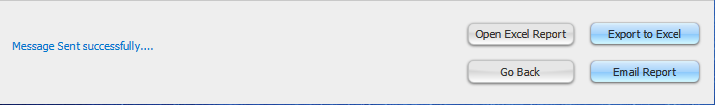 Open Excel Report
Export to Excel
Message Sent successfully....
Go Back
Email Report